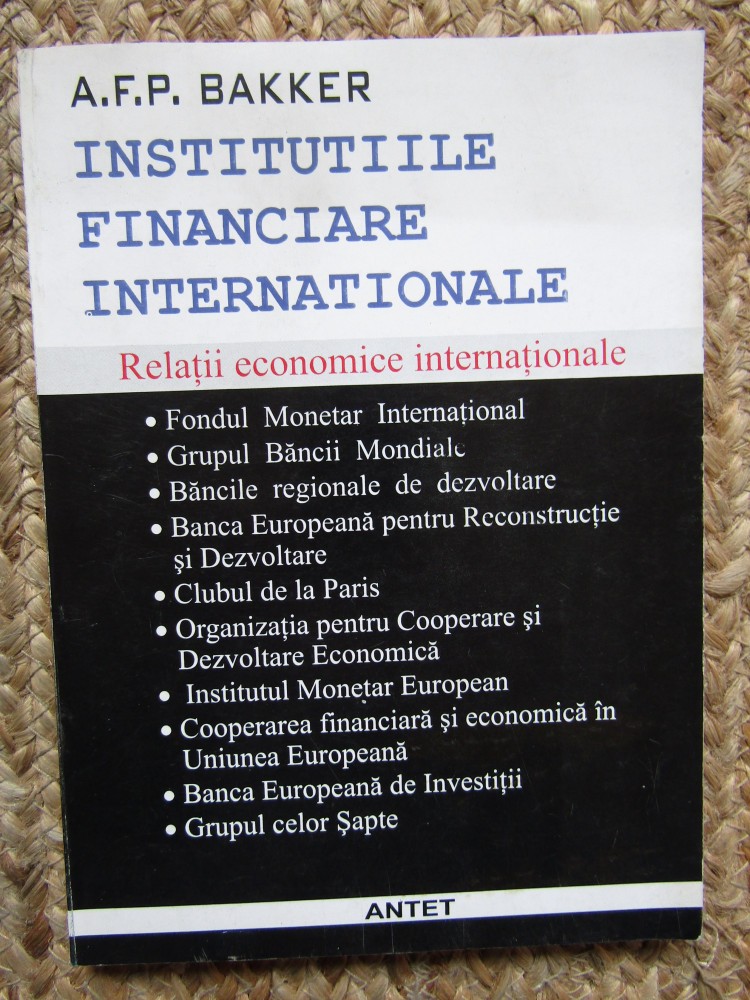 A.F.P. BAKKER
INSTITUTIILE
FINANCIARE
INTERNATIONALE
Relații economice internaționale
• Fondul Monetar Internațional
• Grupul Băncii Mondiale
• Băncile regionale de dezvoltare
• Banca Europeană pentru Reconstrucție
și Dezvoltare
• Clubul de la Paris
• Organizația pentru Cooperare și
Dezvoltare Economică
• Institutul Monetar European
• Cooperarea financiară și economică în
Uniunea Europeană
• Banca Europeană de Investiții
• Grupul celor Șapte
ANTET